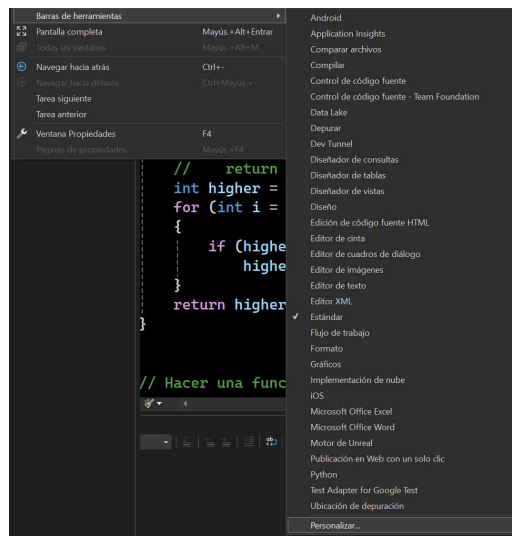 Barras de herramientas
Pantalla completa Mayús.+Alt+Entrar
Todas las ventanas Mayús.+Alt+M
Navegar hacia atrás Ctrl+-
Navegar hacia delante Ctrl+Mayús.+-
Tarea siguiente
Tarea anterior
Ventana Propiedades F4
Páginas de propiedades Mayús.+F4
// return
int higher =
for (int i =
{
if (highe
highe
}
return higher
}
// Hacer una func
Android
Application Insights
Comparar archivos
Compilar
Control de código fuente
Control de código fuente - Team Foundation
Data Lake
Depurar
Dev Tunnel
Diseñador de consultas
Diseñador de tablas
Diseñador de vistas
Diseño
Edición de código fuente HTML
Editor de cinta
Editor de cuadros de diálogo
Editor de imágenes
Editor de texto
Editor XML
Estándar
Flujo de trabajo
Formato
Gráficos
Implementación de nube
iOS
Microsoft Office Excel
Microsoft Office Word
Motor de Unreal
Publicación en Web con un solo clic
Python
Test Adapter for Google Test
Ubicación de depuración
Personalizar...